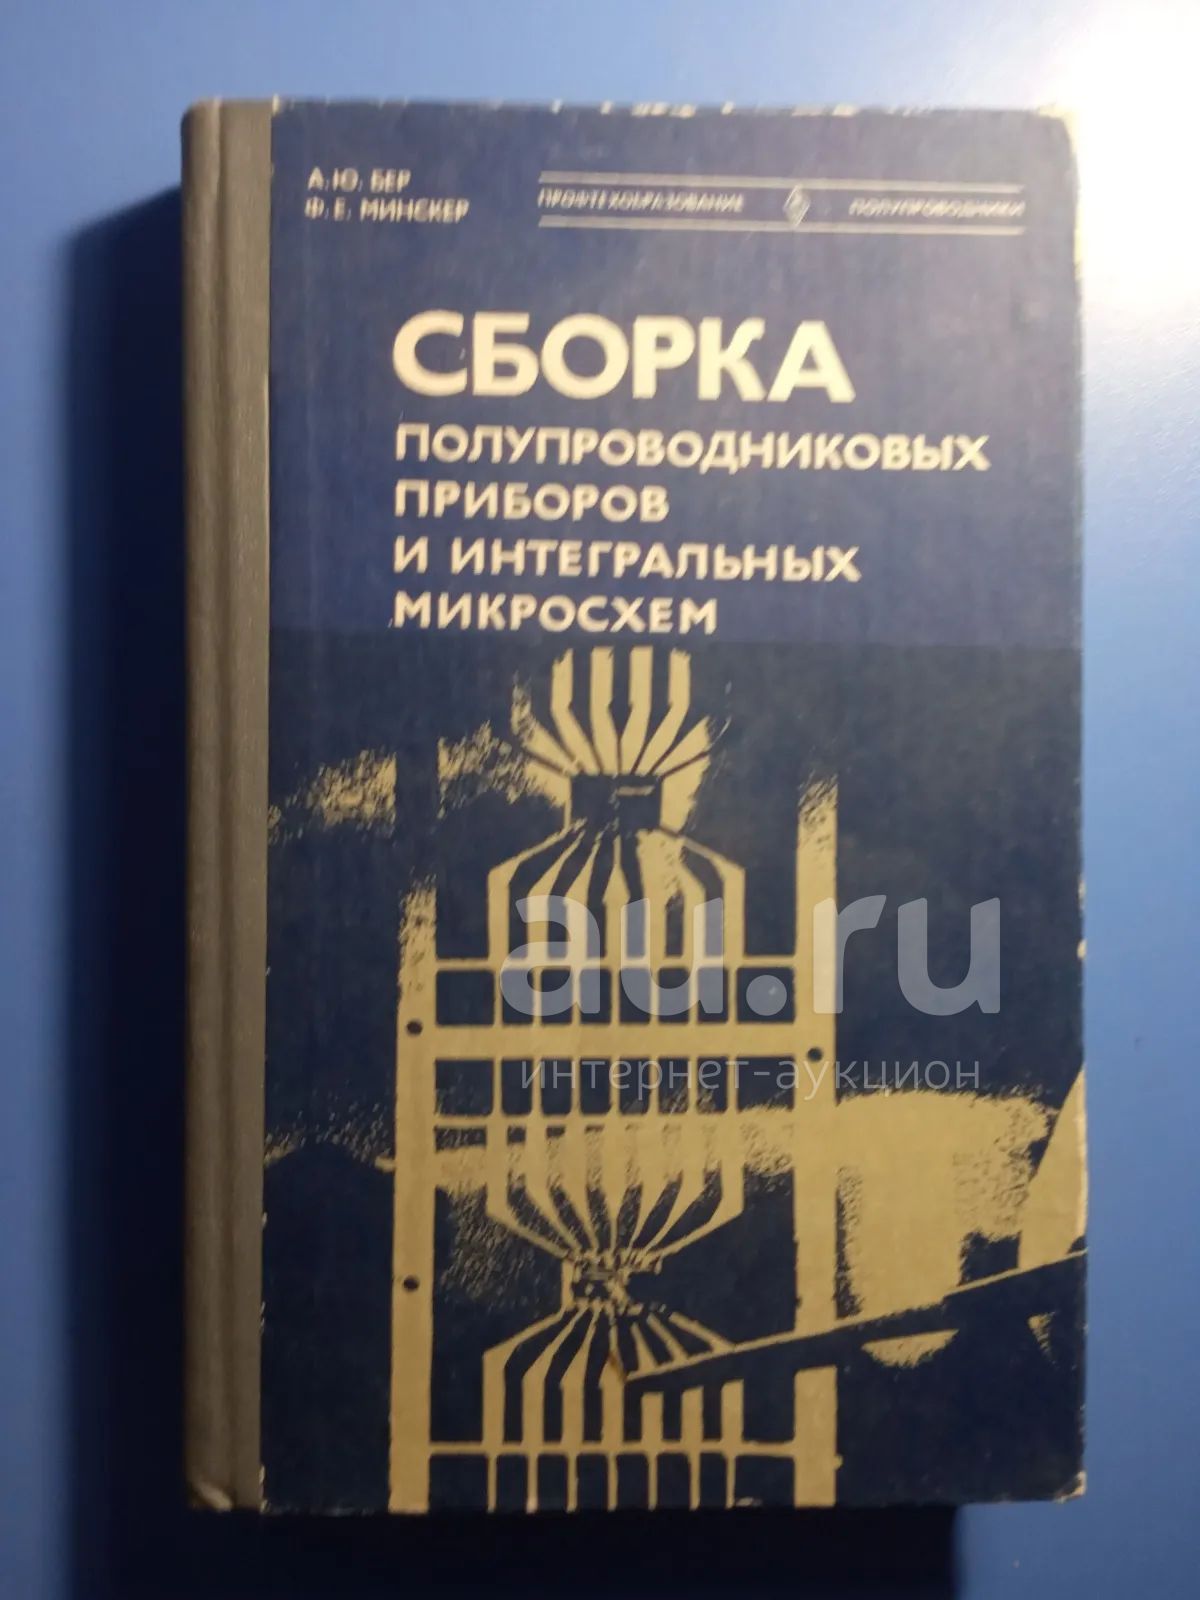 А. Ю. БЕР
Ф. Е. МИНСКЕР
ПРОФТЕХОБРАЗОВАНИЕ ПОЛУПРОВОДНИКИ
СБОРКА
ПОЛУПРОВОДНИКОВЫХ
ПРИБОРОВ
И ИНТЕГРАЛЬНЫХ
МИКРОСХЕМ
au.ru
интернет-аукцион